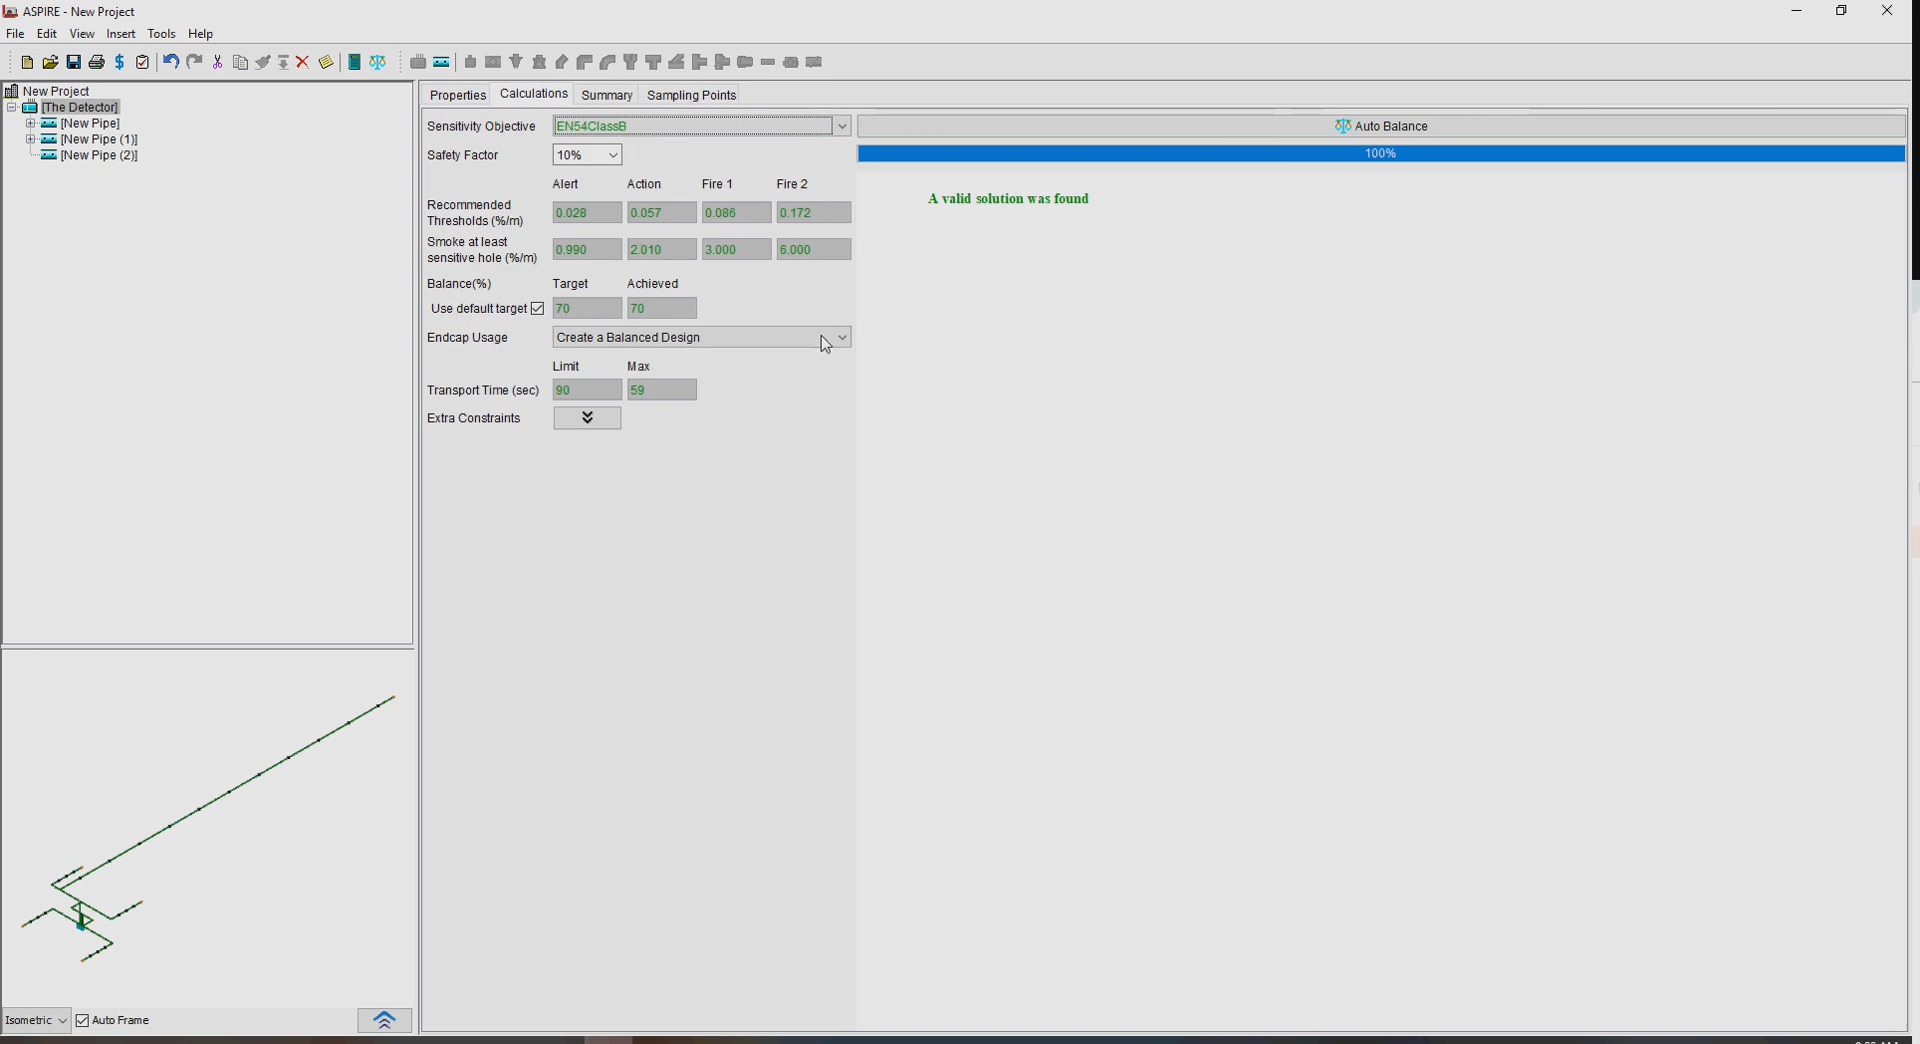 ASPIRE - New Project
File Edit View Insert Tools Help
New Project
[The Detector]
[New Pipe]
[New Pipe (1)]
[New Pipe (2)]
Properties Calculations Summary Sampling Points
Sensitivity Objective EN54ClassB Auto Balance
Safety Factor 10% 100%
A valid solution was found
Alert Action Fire 1 Fire 2
Recommended
Thresholds (%/m) 0.028 0.057 0.086 0.172
Smoke at least
sensitive hole (%/m) 0.990 2.010 3.000 6.000
Balance(%) Target Achieved
Use default target 70 70
Endcap Usage Create a Balanced Design
Limit Max
Transport Time (sec) 90 59
Extra Constraints
Isometric Auto Frame